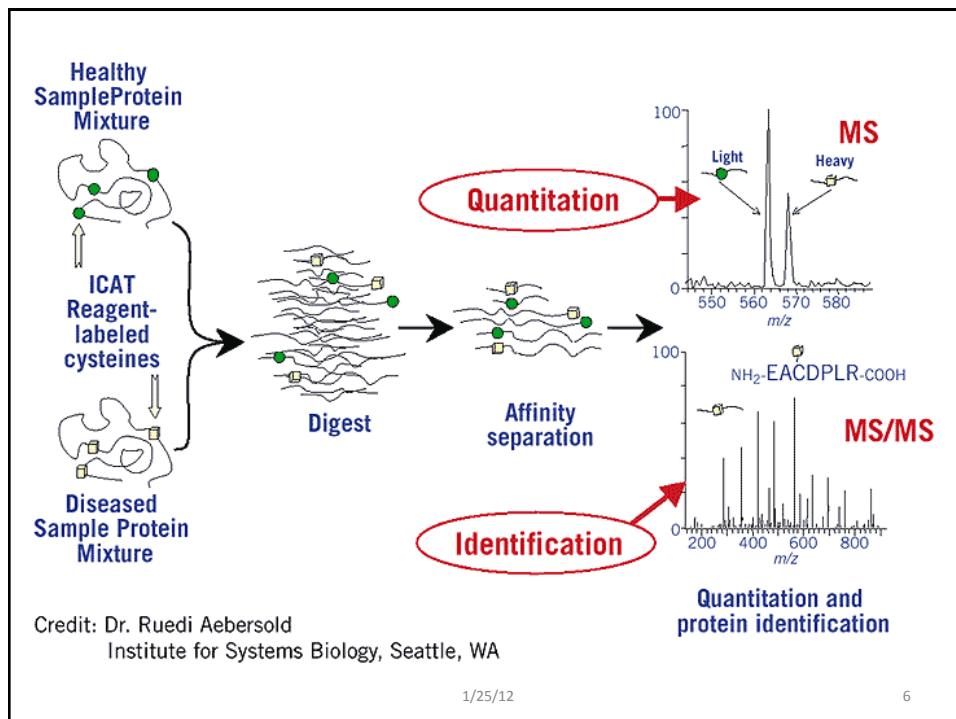 Healthy
SampleProtein
Mixture
ICAT
Reagent-
labeled
cysteines
Diseased
Sample Protein
Mixture
Digest
Affinity
separation
Quantitation
Identification
MS
100
Light
Heavy
0
550 560 570 580
m/z
100
NH2-EACDPLR-COOH
MS/MS
0
200 400 600 800
m/z
Quantitation and
protein identification
Credit: Dr. Ruedi Aebersold
Institute for Systems Biology, Seattle, WA
1/25/12
6